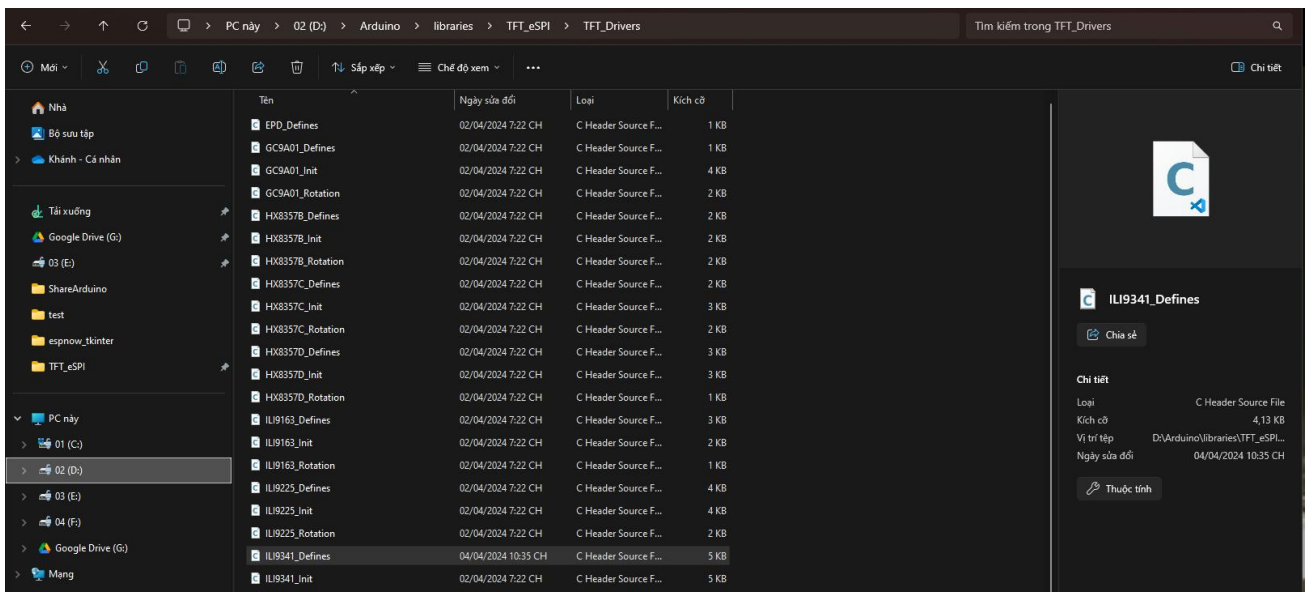 PC này > 02 (D:) > Arduino > libraries > TFT_eSPI > TFT_Drivers
Tìm kiếm trong TFT_Drivers
Mới
Sắp xếp
Chế độ xem
Chi tiết
Nhà
Bộ sưu tập
Khánh - Cá nhân
Tải xuống
Google Drive (G:)
03 (E:)
ShareArduino
test
espnow_tkinter
TFT_eSPI
PC này
01 (C:)
02 (D:)
03 (E:)
04 (F:)
Google Drive (G:)
Mạng
Tên Ngày sửa đổi Loại Kích cỡ
EPD_Defines 02/04/2024 7:22 CH C Header Source F... 1 KB
GC9A01_Defines 02/04/2024 7:22 CH C Header Source F... 1 KB
GC9A01_Init 02/04/2024 7:22 CH C Header Source F... 4 KB
GC9A01_Rotation 02/04/2024 7:22 CH C Header Source F... 2 KB
HX8357B_Defines 02/04/2024 7:22 CH C Header Source F... 2 KB
HX8357B_Init 02/04/2024 7:22 CH C Header Source F... 2 KB
HX8357B_Rotation 02/04/2024 7:22 CH C Header Source F... 2 KB
HX8357C_Defines 02/04/2024 7:22 CH C Header Source F... 2 KB
HX8357C_Init 02/04/2024 7:22 CH C Header Source F... 3 KB
HX8357C_Rotation 02/04/2024 7:22 CH C Header Source F... 2 KB
HX8357D_Defines 02/04/2024 7:22 CH C Header Source F... 3 KB
HX8357D_Init 02/04/2024 7:22 CH C Header Source F... 3 KB
HX8357D_Rotation 02/04/2024 7:22 CH C Header Source F... 1 KB
ILI9163_Defines 02/04/2024 7:22 CH C Header Source F... 3 KB
ILI9163_Init 02/04/2024 7:22 CH C Header Source F... 2 KB
ILI9163_Rotation 02/04/2024 7:22 CH C Header Source F... 1 KB
ILI9225_Defines 02/04/2024 7:22 CH C Header Source F... 4 KB
ILI9225_Init 02/04/2024 7:22 CH C Header Source F... 4 KB
ILI9225_Rotation 02/04/2024 7:22 CH C Header Source F... 2 KB
ILI9341_Defines 04/04/2024 10:35 CH C Header Source F... 5 KB
ILI9341_Init 02/04/2024 7:22 CH C Header Source F... 5 KB
C
ILI9341_Defines
Chia sẻ
Chi tiết
Loại C Header Source File
Kích cỡ 4,13 KB
Vị trí tệp D:\Arduino\libraries\TFT_eSPI...
Ngày sửa đổi 04/04/2024 10:35 CH
Thuộc tính